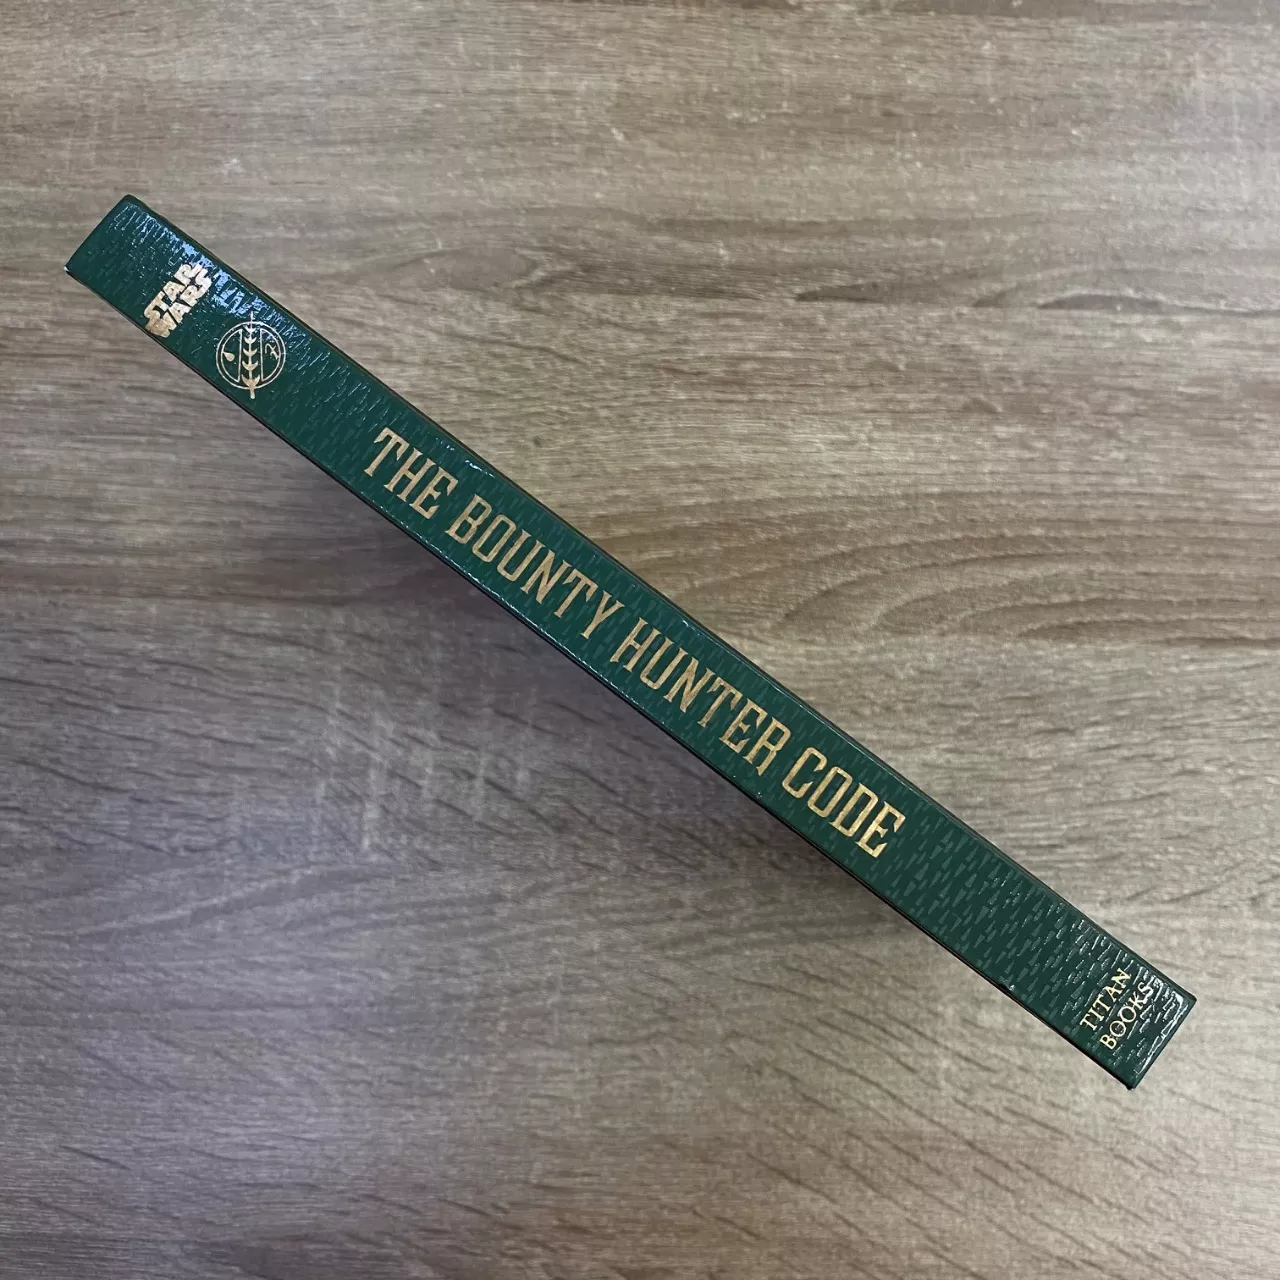 STAR
WARS
THE BOUNTY HUNTER CODE
TITAN
BOOKS